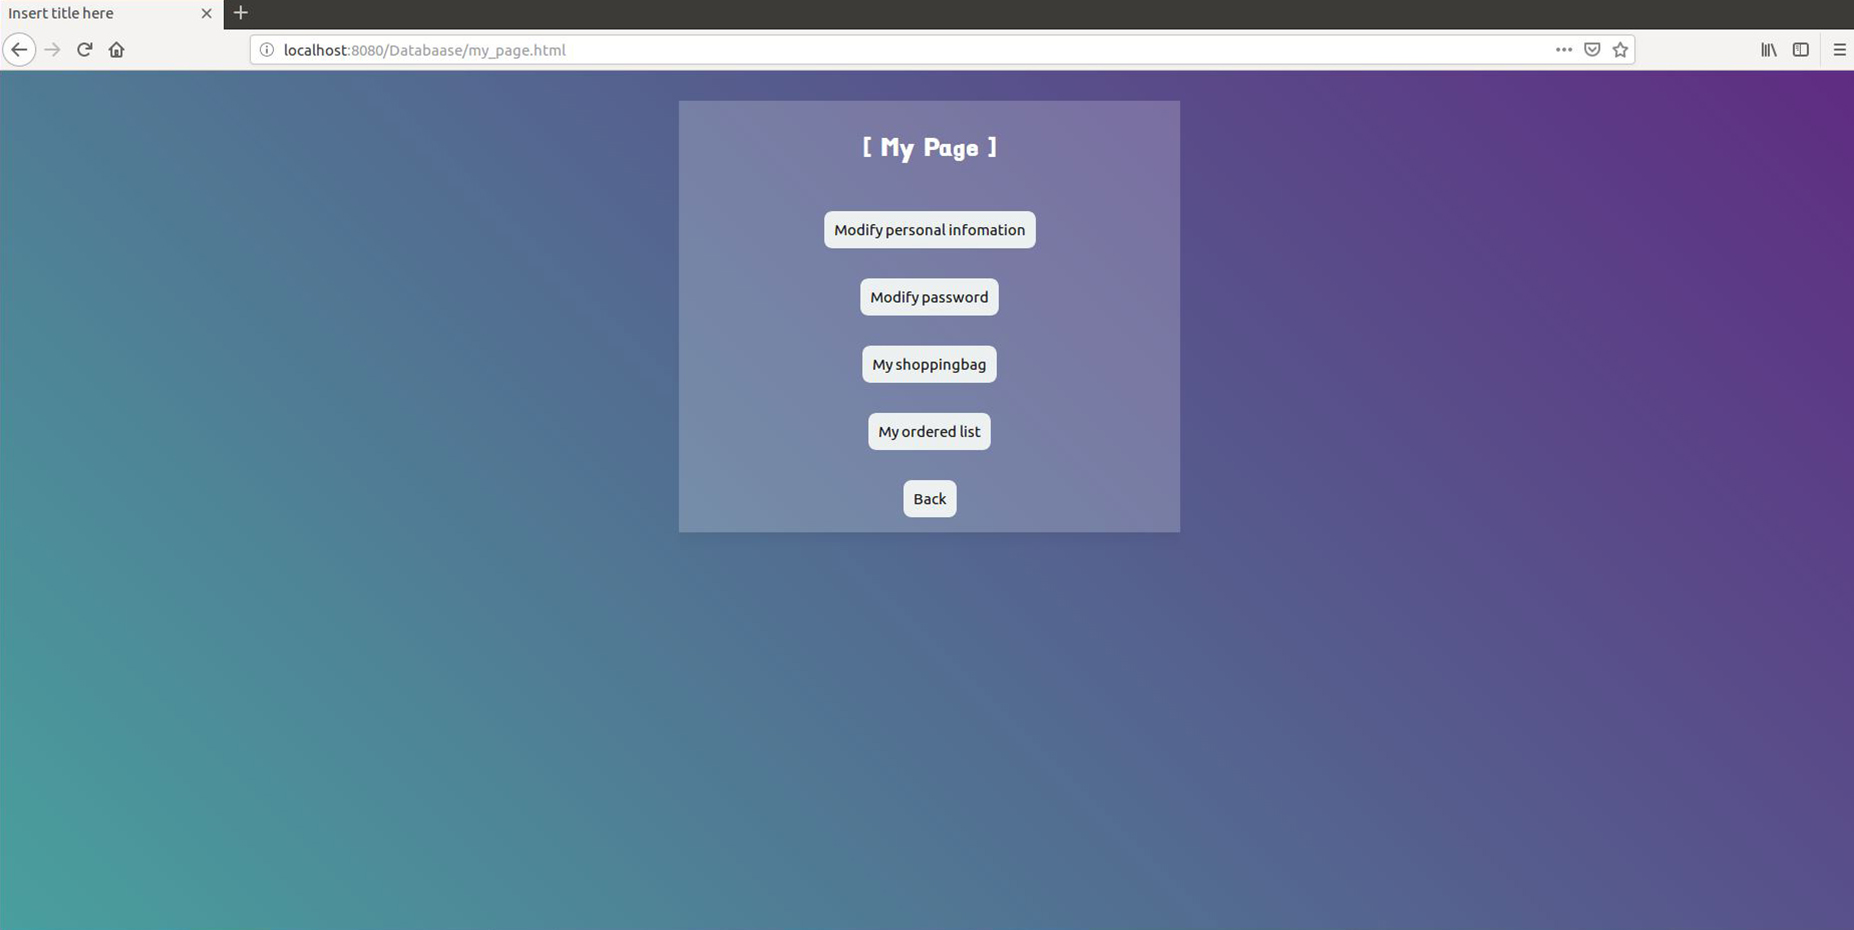 Insert title here
localhost:8080/Databaase/my_page.html
[ My Page ]
Modify personal infomation
Modify password
My shoppingbag
My ordered list
Back